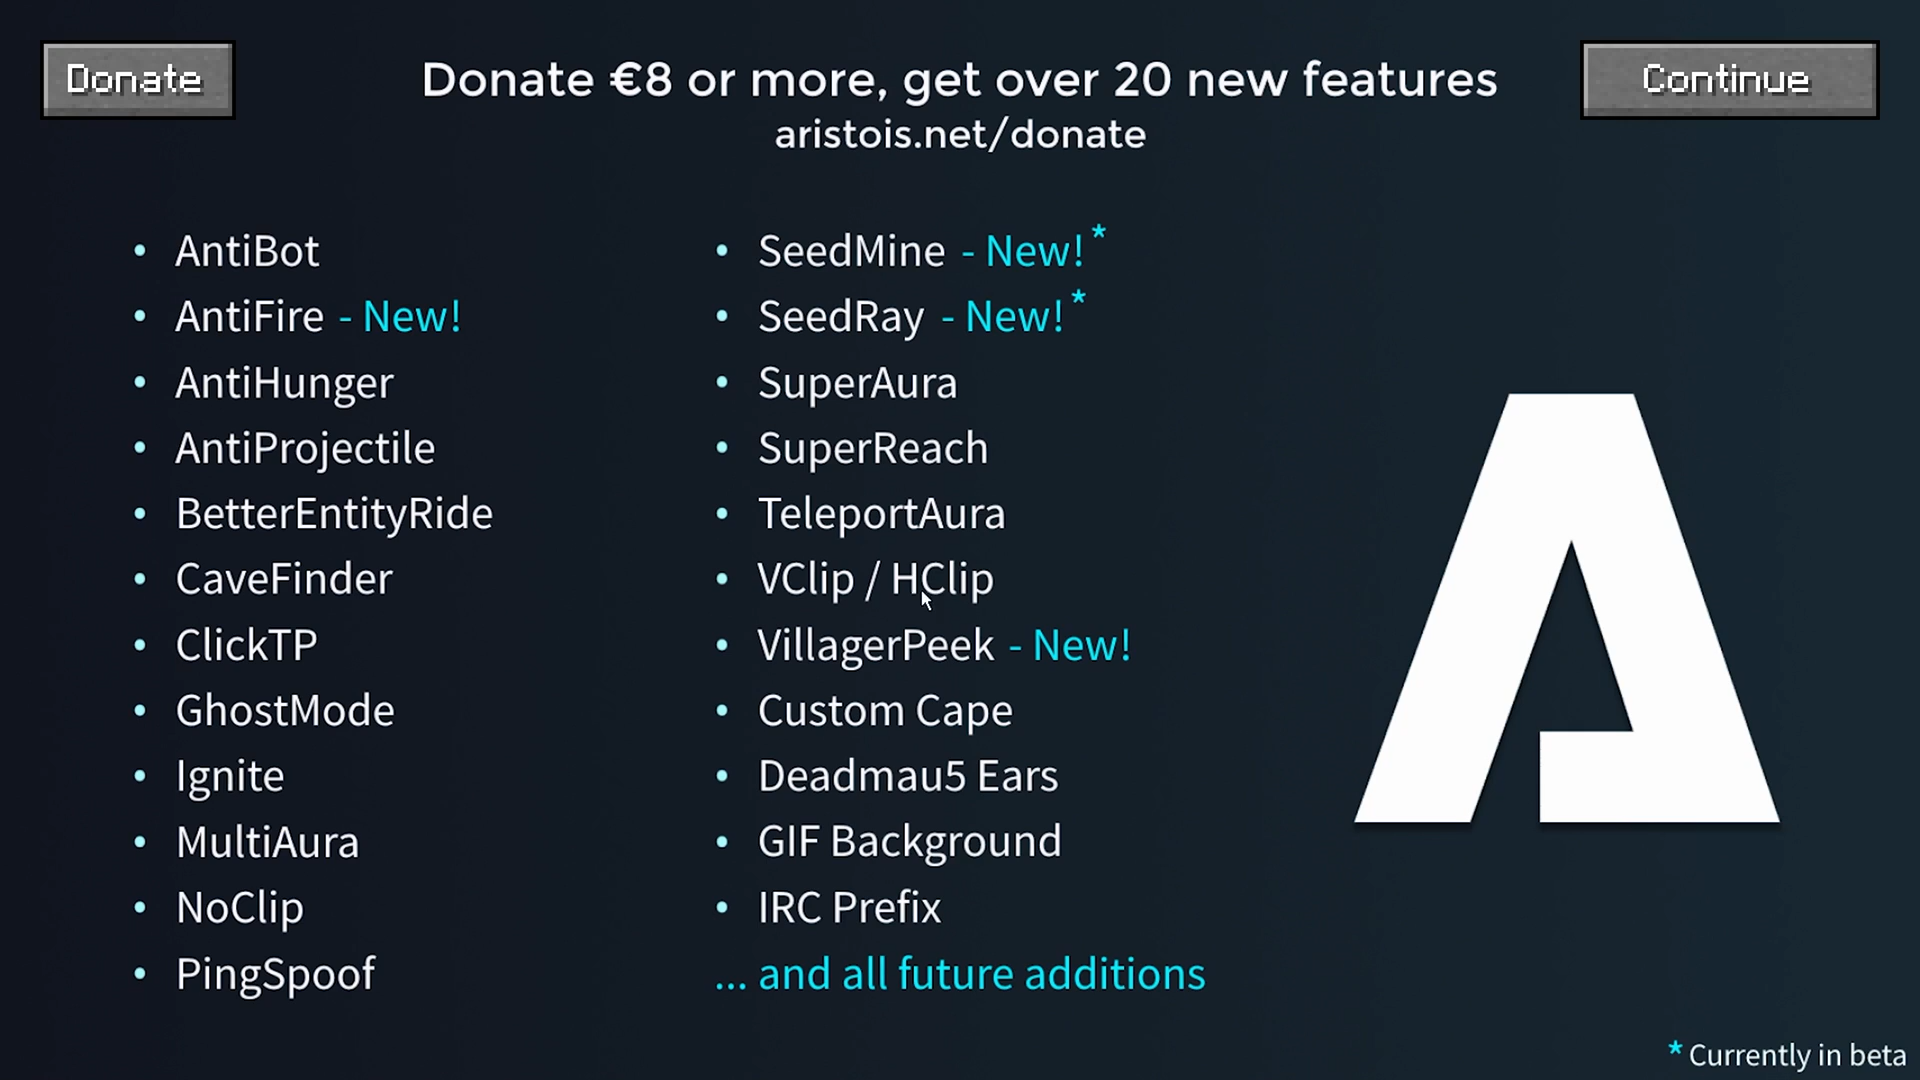 Donate
Donate €8 or more, get over 20 new features
Continue
aristois.net/donate
• AntiBot
• AntiFire - New!
• AntiHunger
• AntiProjectile
• BetterEntityRide
• CaveFinder
• ClickTP
• GhostMode
• Ignite
• MultiAura
• NoClip
• PingSpoof
• SeedMine - New! *
• SeedRay - New! *
• SuperAura
• SuperReach
• TeleportAura
• VClip / HClip
• VillagerPeek - New!
• Custom Cape
• Deadmau5 Ears
• GIF Background
• IRC Prefix
... and all future additions
* Currently in beta